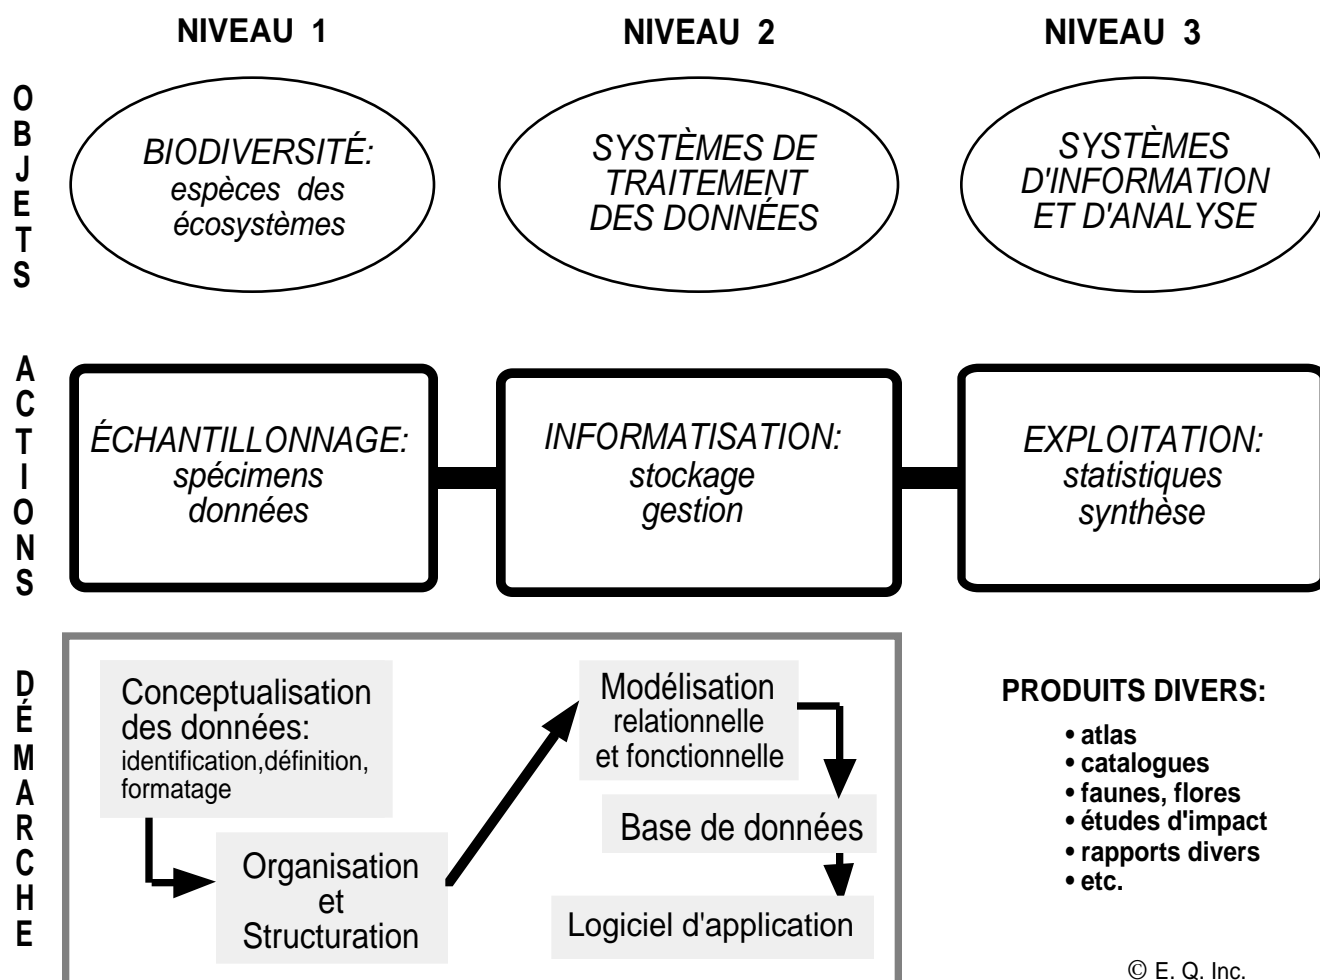 NIVEAU 1
NIVEAU 2
NIVEAU 3
OBJETS
BIODIVERSITÉ:
espèces des
écosystèmes
SYSTÈMES DE
TRAITEMENT
DES DONNÉES
SYSTÈMES
D'INFORMATION
ET D'ANALYSE
ACTIONS
ÉCHANTILLONNAGE:
spécimens
données
INFORMATISATION:
stockage
gestion
EXPLOITATION:
statistiques
synthèse
DÉMARCHE
Conceptualisation
des données:
identification,définition,
formatage
Organisation
et
Structuration
Modélisation
relationnelle
et fonctionnelle
Base de données
Logiciel d'application
PRODUITS DIVERS:
• atlas
• catalogues
• faunes, flores
• études d'impact
• rapports divers
• etc.
© E. Q. Inc.